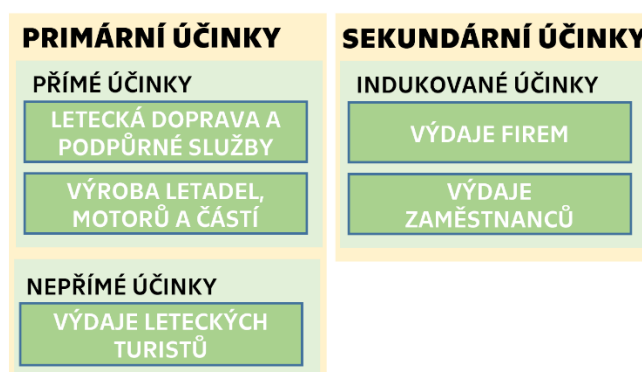 PRIMÁRNÍ ÚČINKY
PŘÍMÉ ÚČINKY
LETECKÁ DOPRAVA A
PODPŮRNÉ SLUŽBY
VÝROBA LETADEL,
MOTORŮ A ČÁSTÍ
NEPŘÍMÉ ÚČINKY
VÝDAJE LETECKÝCH
TURISTŮ
SEKUNDÁRNÍ ÚČINKY
INDUKOVANÉ ÚČINKY
VÝDAJE FIREM
VÝDAJE
ZAMĚSTNANCŮ